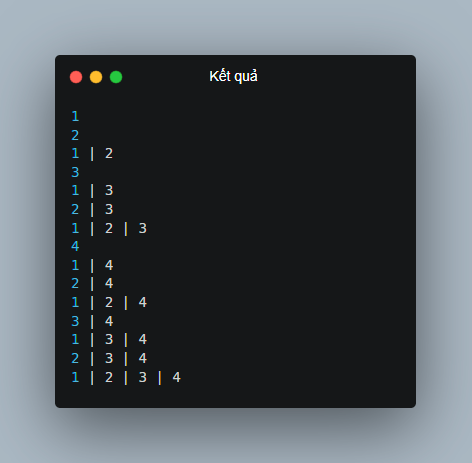 Kết quả
1
2
1 | 2
3
1 | 3
2 | 3
1 | 2 | 3
4
1 | 4
2 | 4
1 | 2 | 4
3 | 4
1 | 3 | 4
2 | 3 | 4
1 | 2 | 3 | 4